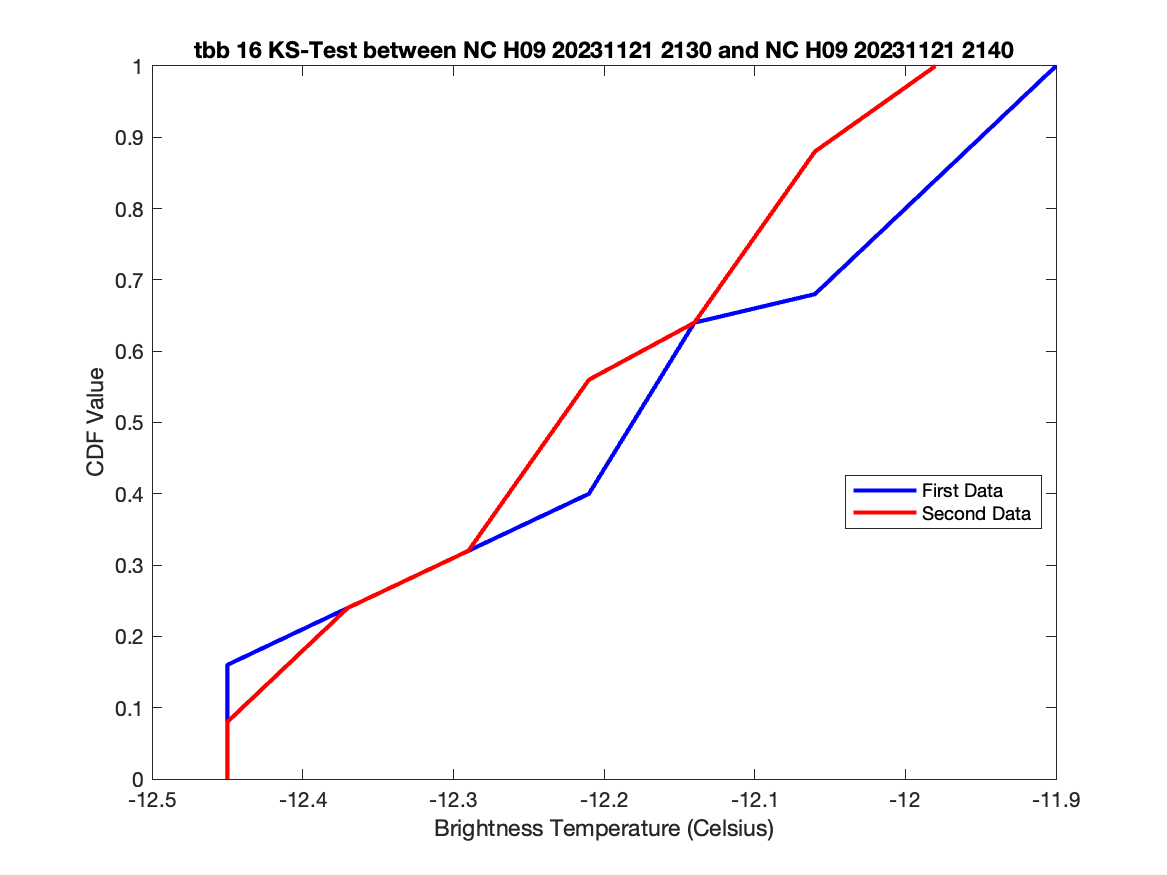 tbb 16 KS-Test between NC H09 20231121 2130 and NC H09 20231121 2140
1
0.9
0.8
0.7
0.6
0.5
0.4
0.3
0.2
0.1
0
CDF Value
First Data
Second Data
-12.5 -12.4 -12.3 -12.2 -12.1 -12 -11.9
Brightness Temperature (Celsius)